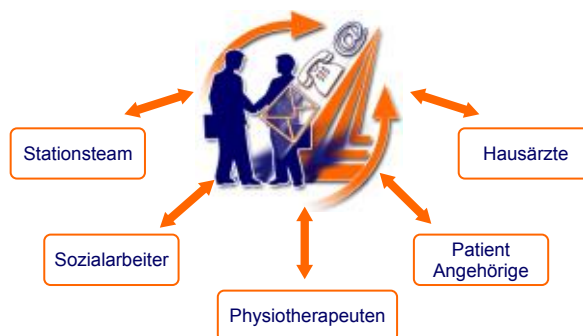 @
Stationsteam
Hausärzte
Sozialarbeiter
Patient
Angehörige
Physiotherapeuten